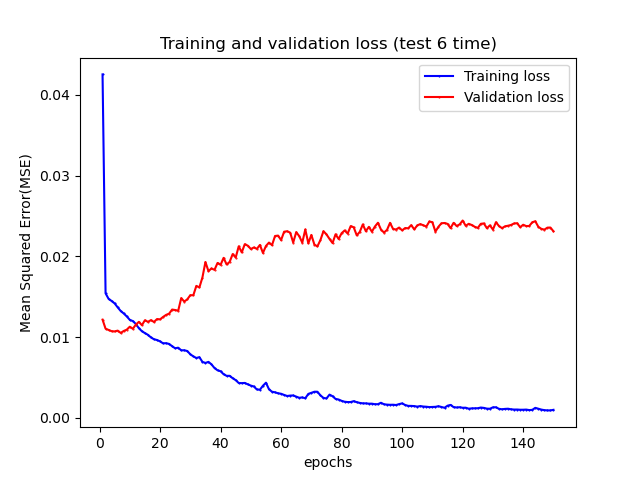 Training and validation loss (test 6 time)
Training loss
Validation loss
Mean Squared Error(MSE)
0.04
0.03
0.02
0.01
0.00
0 20 40 60 80 100 120 140
epochs